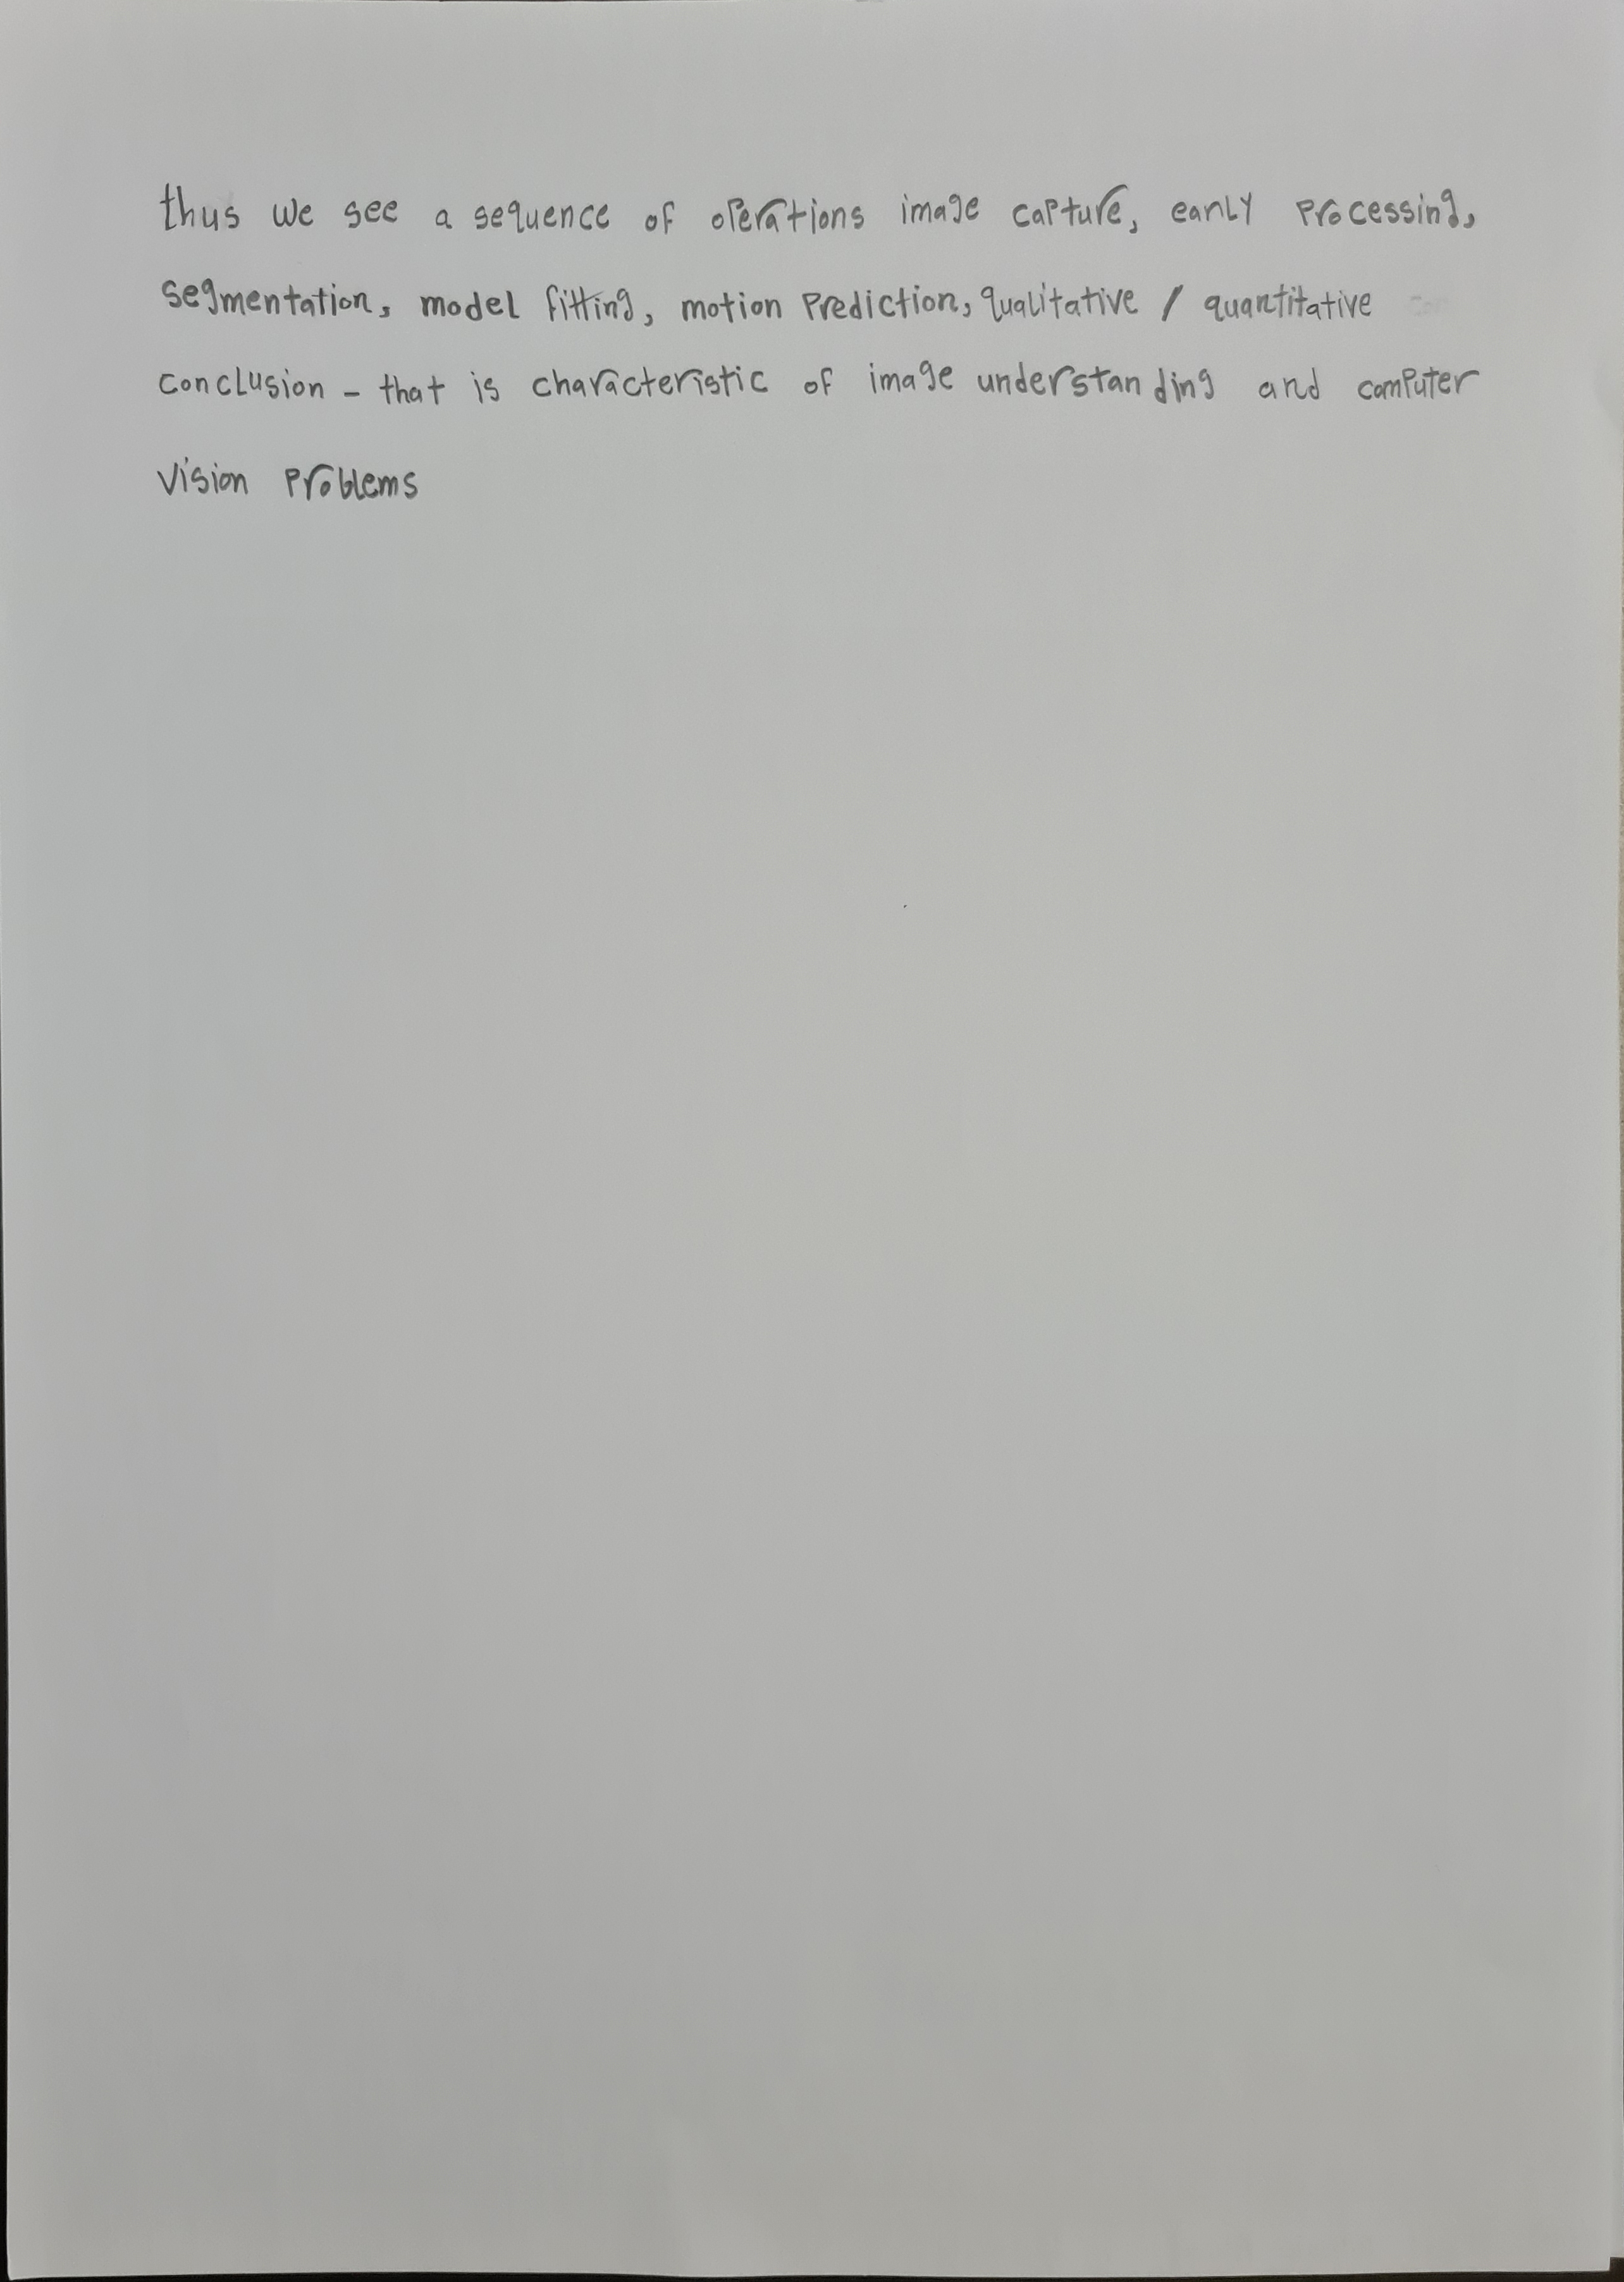 thus we see a sequence of operations image capture, early processing,
segmentation, model fitting, motion prediction, qualitative / quantitative
conclusion - that is characteristic of image understanding and computer
vision problems